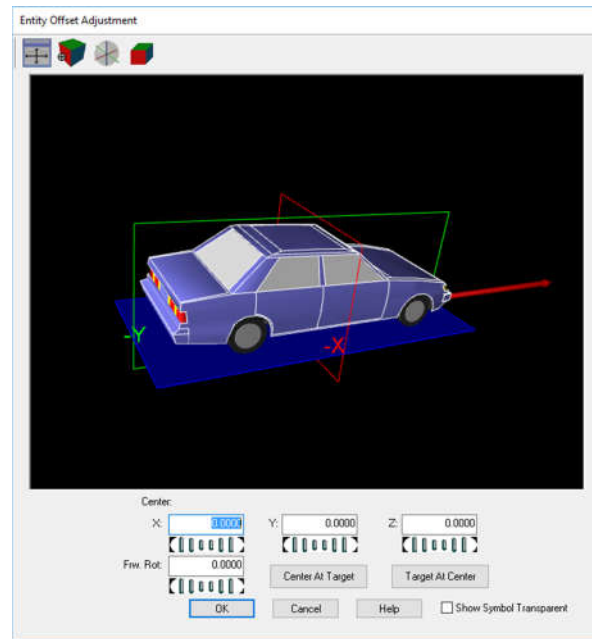 Entity Offset Adjustment
-Y
-X
Center:
X: 0.0000 Y: 0.0000 Z: 0.0000
Frw. Rot: 0.0000 Center At Target Target At Center
OK Cancel Help Show Symbol Transparent